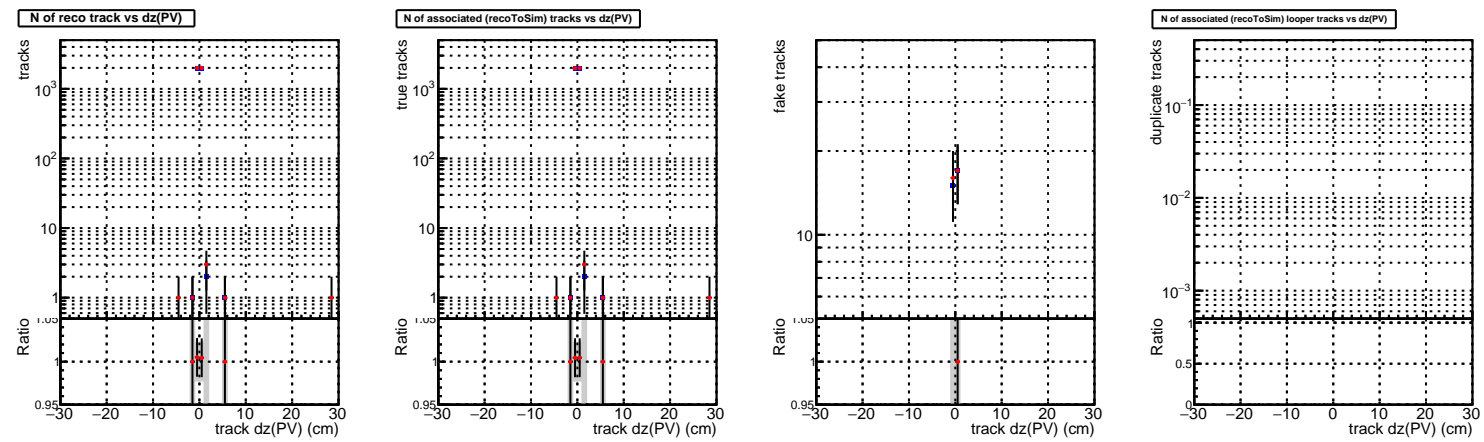 N of reco track vs dz(PV)
tracks
10³
10²
10
1
Ratio
1.05
1
0.95
−30 −20 −10 0 10 20 30
track dz(PV) (cm)
N of associated (recoToSim) tracks vs dz(PV)
true tracks
10³
10²
10
1
Ratio
1.05
1
0.95
−30 −20 −10 0 10 20 30
track dz(PV) (cm)
fake tracks
10
Ratio
1.05
1
0.95
−30 −20 −10 0 10 20 30
track dz(PV) (cm)
N of associated (recoToSim) looper tracks vs dz(PV)
duplicate tracks
10⁻¹
10⁻²
10⁻³
Ratio
1
0.5
0
−30 −20 −10 0 10 20 30
track dz(PV) (cm)